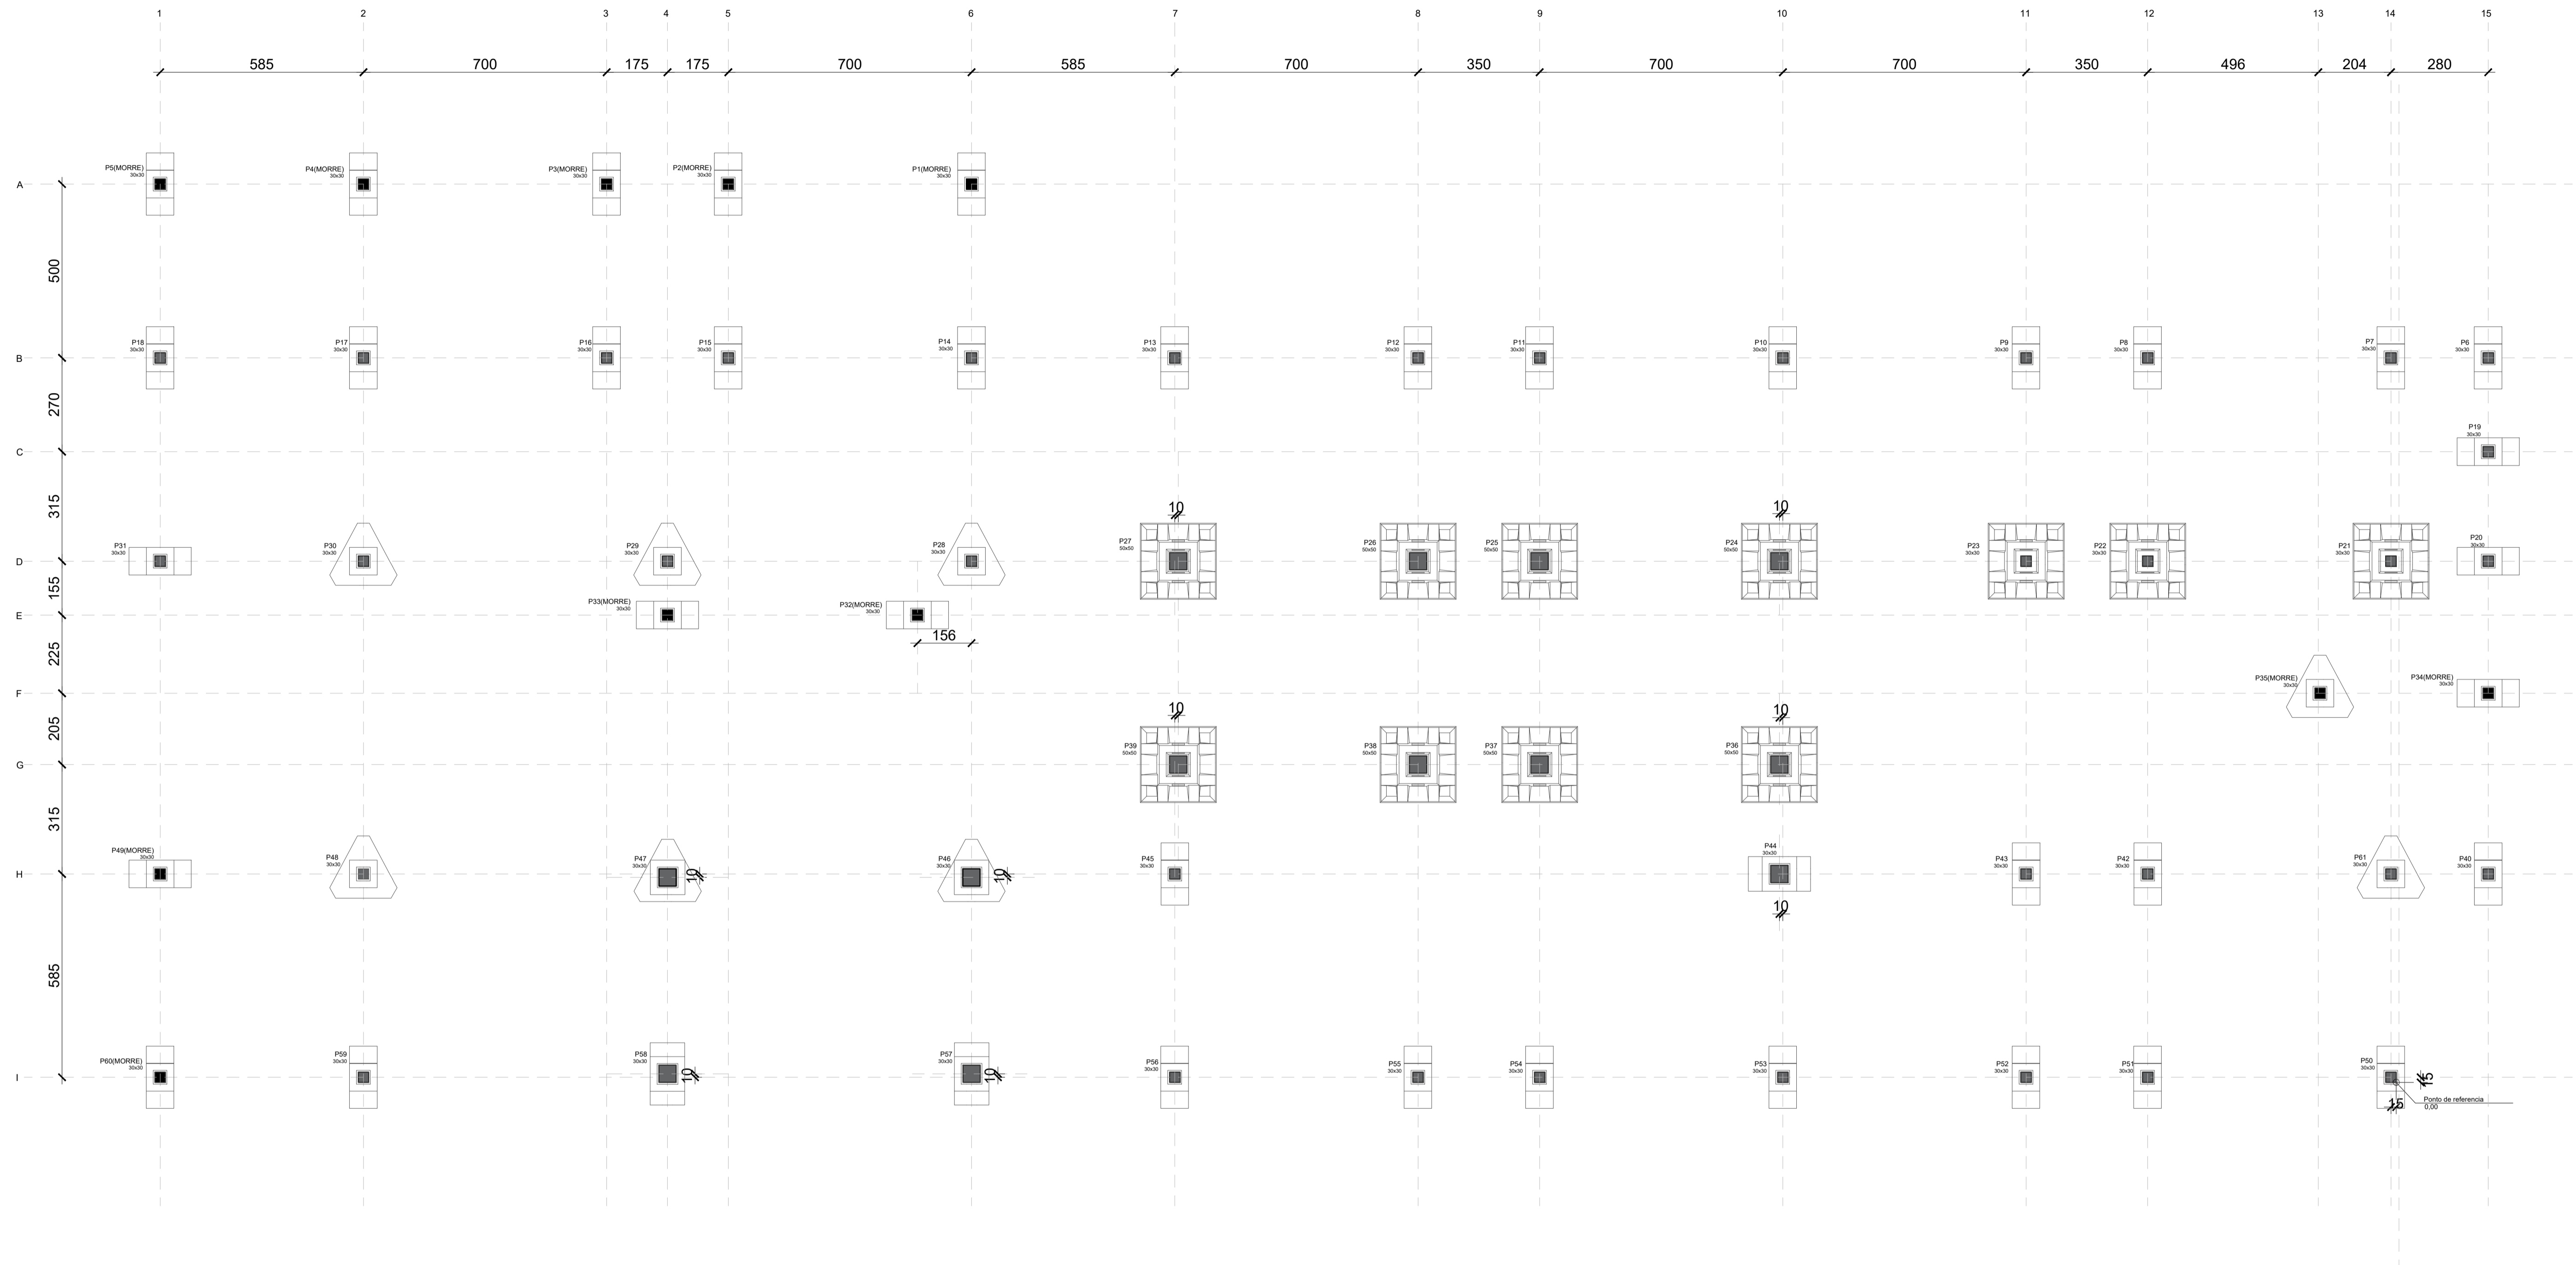 1 2 3 4 5 6 7 8 9 10 11 12 13 14 15
585 700 175 175 700 585 700 350 700 700 350 496 204 280
P5(MORRE) P4(MORRE) P3(MORRE) P2(MORRE) P1(MORRE)
30x30 30x30 30x30 30x30 30x30
A
500
P18 P17 P16 P15 P14 P13 P12 P11 P10 P9 P8 P7 P6
30x30 30x30 30x30 30x30 30x30 30x30 30x30 30x30 30x30 30x30 30x30 30x30 30x30
B
270
P19
30x30
C
315
10 10
P31 P30 P29 P28 P27 P26 P25 P24 P23 P22 P21 P20
30x30 30x30 30x30 30x30 50x50 50x50 50x50 50x50 30x30 30x30 30x30 30x30
D
155
P33(MORRE) P32(MORRE)
30x30 30x30
E
156
225
P35(MORRE) P34(MORRE)
30x30 30x30
F
10 10
205
P39 P38 P37 P36
50x50 50x50 50x50 50x50
G
315
P49(MORRE) P48 P47 P46 P45 P44 P43 P42 P61 P40
30x30 30x30 30x30 30x30 30x30 30x30 30x30 30x30 30x30 30x30
H
10 10
10
585
P60(MORRE) P59 P58 P57 P56 P55 P54 P53 P52 P51 P50
30x30 30x30 30x30 30x30 30x30 30x30 30x30 30x30 30x30 30x30 30x30
I
10 10 15
15
Ponto de referencia
0,00